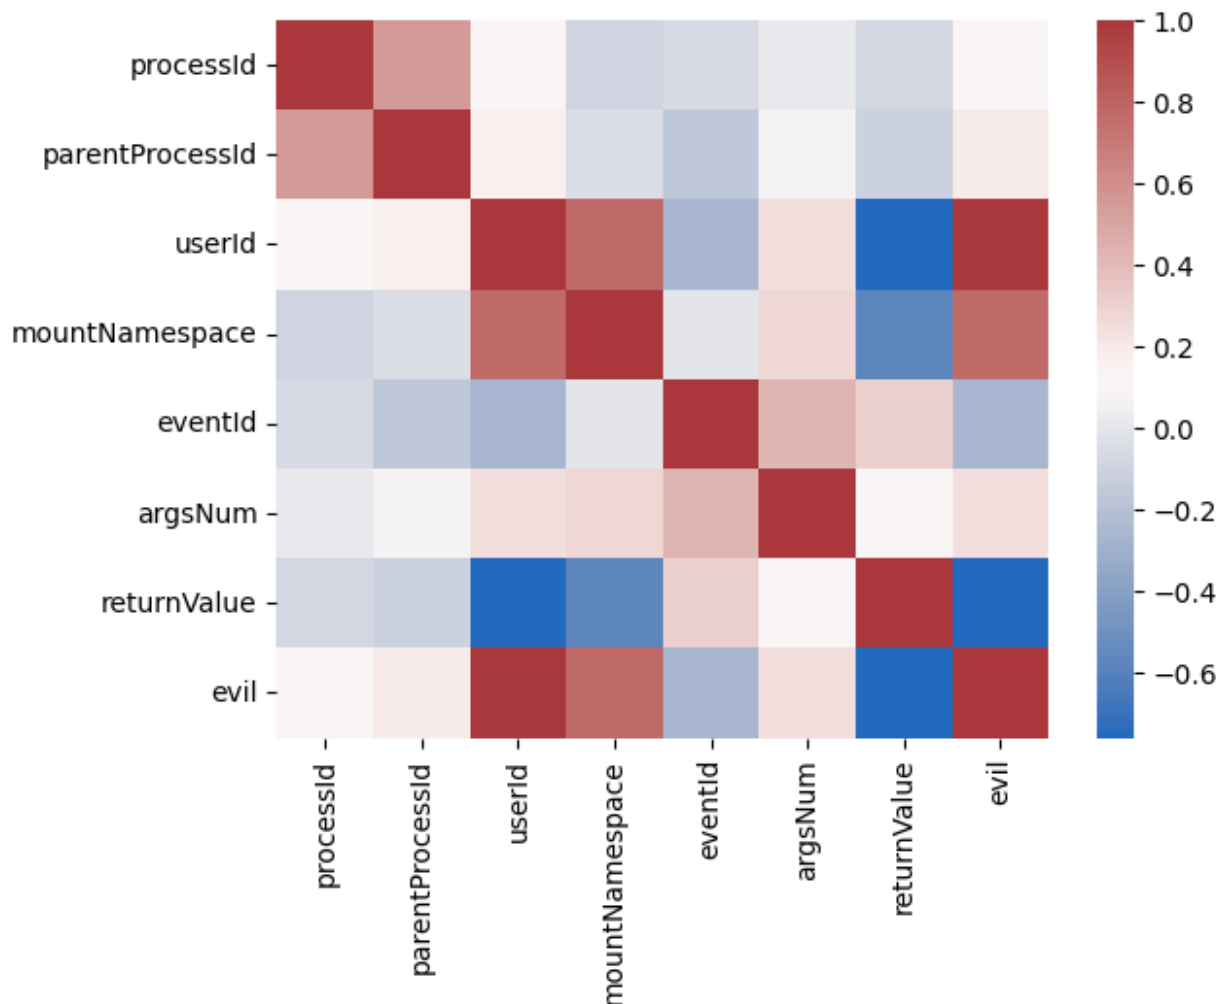 processId
parentProcessId
userId
mountNamespace
eventId
argsNum
returnValue
evil
processId
parentProcessId
userId
mountNamespace
eventId
argsNum
returnValue
evil
1.0
0.8
0.6
0.4
0.2
0.0
−0.2
−0.4
−0.6